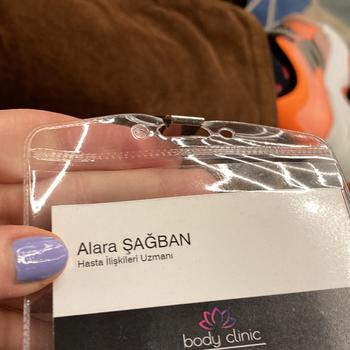 Alara ŞAĞBAN
Hasta İlişkileri Uzmanı
body clinic